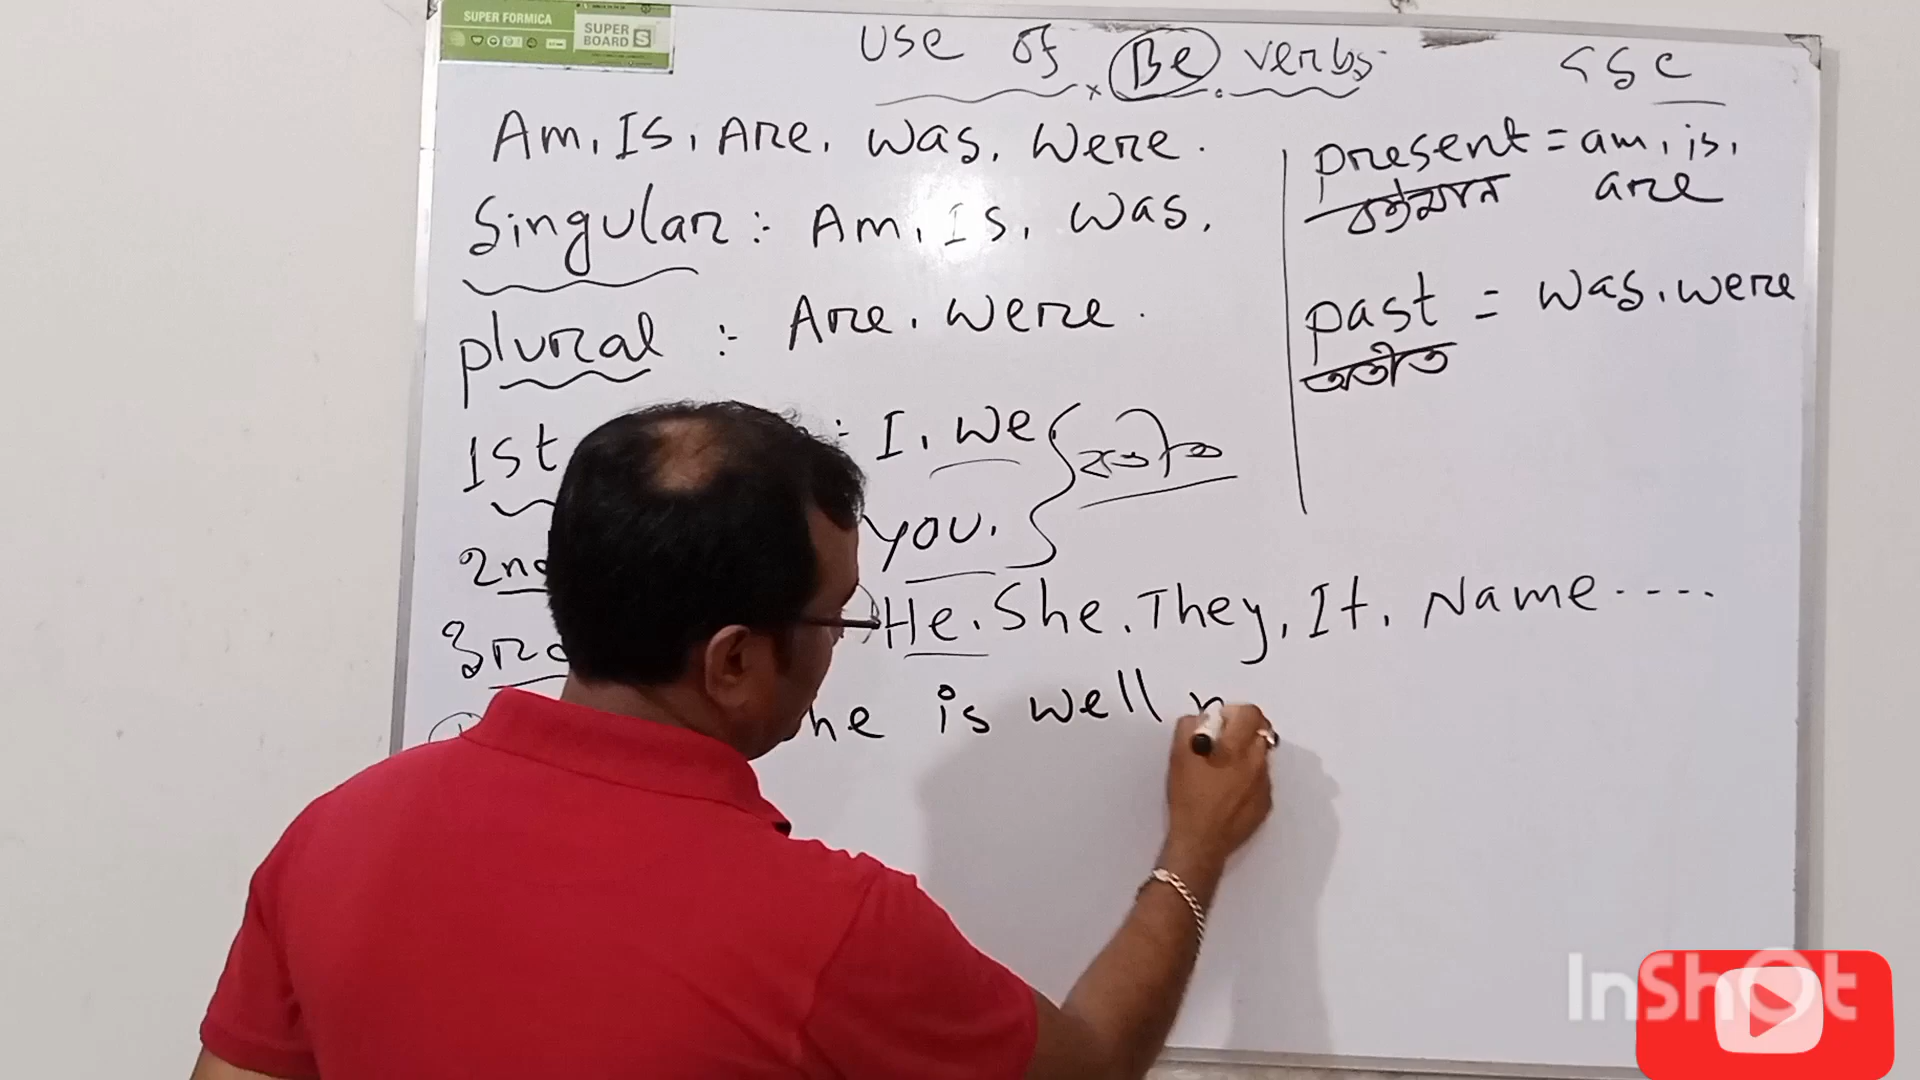 SUPER FORMICA
SUPER BOARD S
Use of Be verbs
Am, Is, Are, Was, Were.
Singular :- Am, Is, Was.
plural :- Are, Were.
1st : I, We
2nd You.
3rd He, She, They, It, Name ----
he is well n
present = am, is, are
বর্তমান
past = was, were
অতীত
InShOt